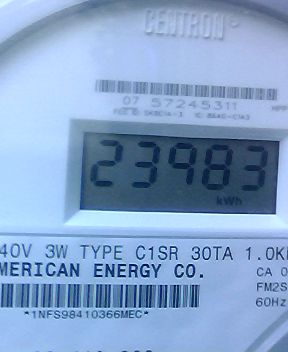 CENTRON
07 57245311
23983
kWh
40V 3W TYPE C1SR 30TA 1.0K
MERICAN ENERGY CO.
CA 0
FM2S
60Hz
*1NFS98410366MEC*